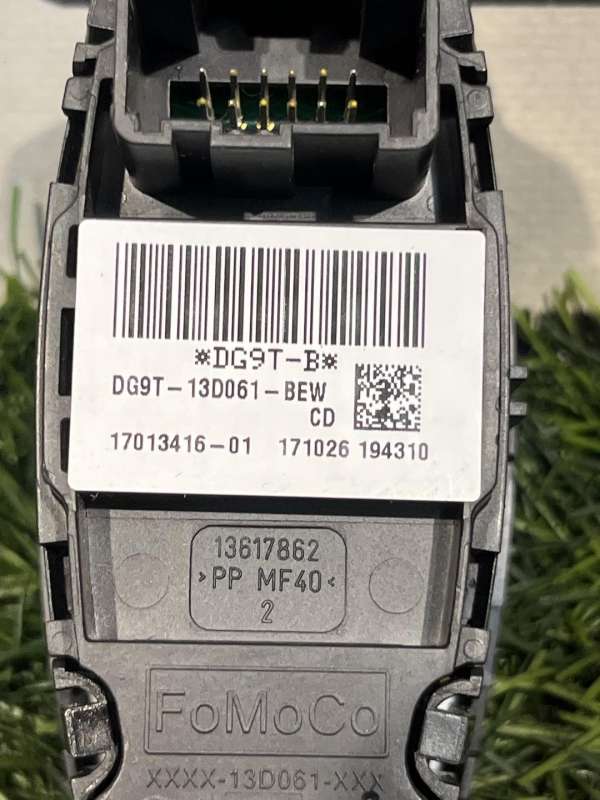 *DG9T-B*
DG9T-13D061-BEW
CD
17013416-01 171026 194310
13617862
>PP MF40<
2
FoMoCo
XXXX-13D061-XXX